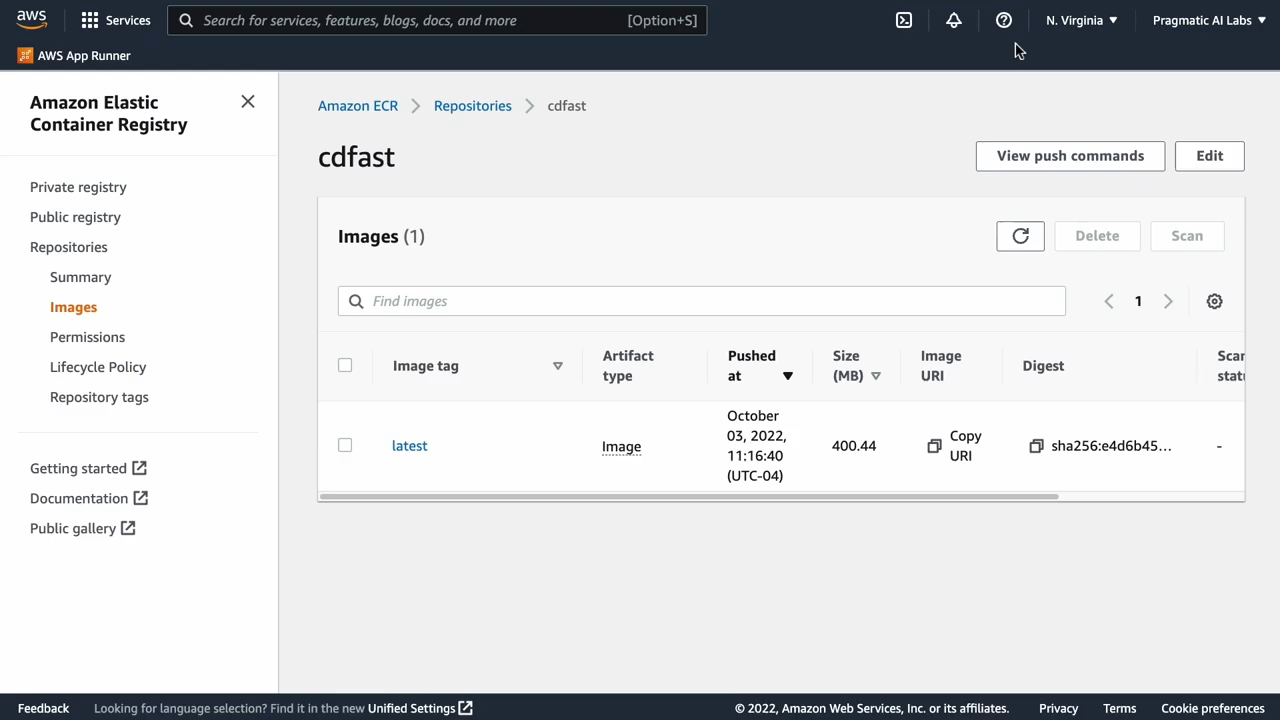 aws
Services
Search for services, features, blogs, docs, and more
[Option+S]
N. Virginia
Pragmatic AI Labs
AWS App Runner
Amazon Elastic
Container Registry
Private registry
Public registry
Repositories
Summary
Images
Permissions
Lifecycle Policy
Repository tags
Getting started
Documentation
Public gallery
Amazon ECR
Repositories
cdfast
cdfast
View push commands
Edit
Images (1)
Delete
Scan
Find images
1
Image tag
Artifact
type
Pushed
at
Size
(MB)
Image
URI
Digest
latest
Image
October
03, 2022,
11:16:40
(UTC-04)
400.44
Copy
URI
sha256:e4d6b45...
-
Feedback
Looking for language selection? Find it in the new Unified Settings
© 2022, Amazon Web Services, Inc. or its affiliates.
Privacy
Terms
Cookie preferences